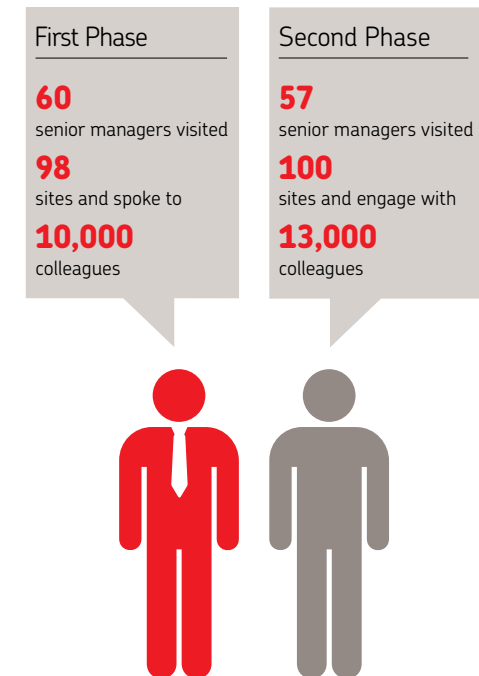 First Phase
60
senior managers visited
98
sites and spoke to
10,000
colleagues
Second Phase
57
senior managers visited
100
sites and engage with
13,000
colleagues